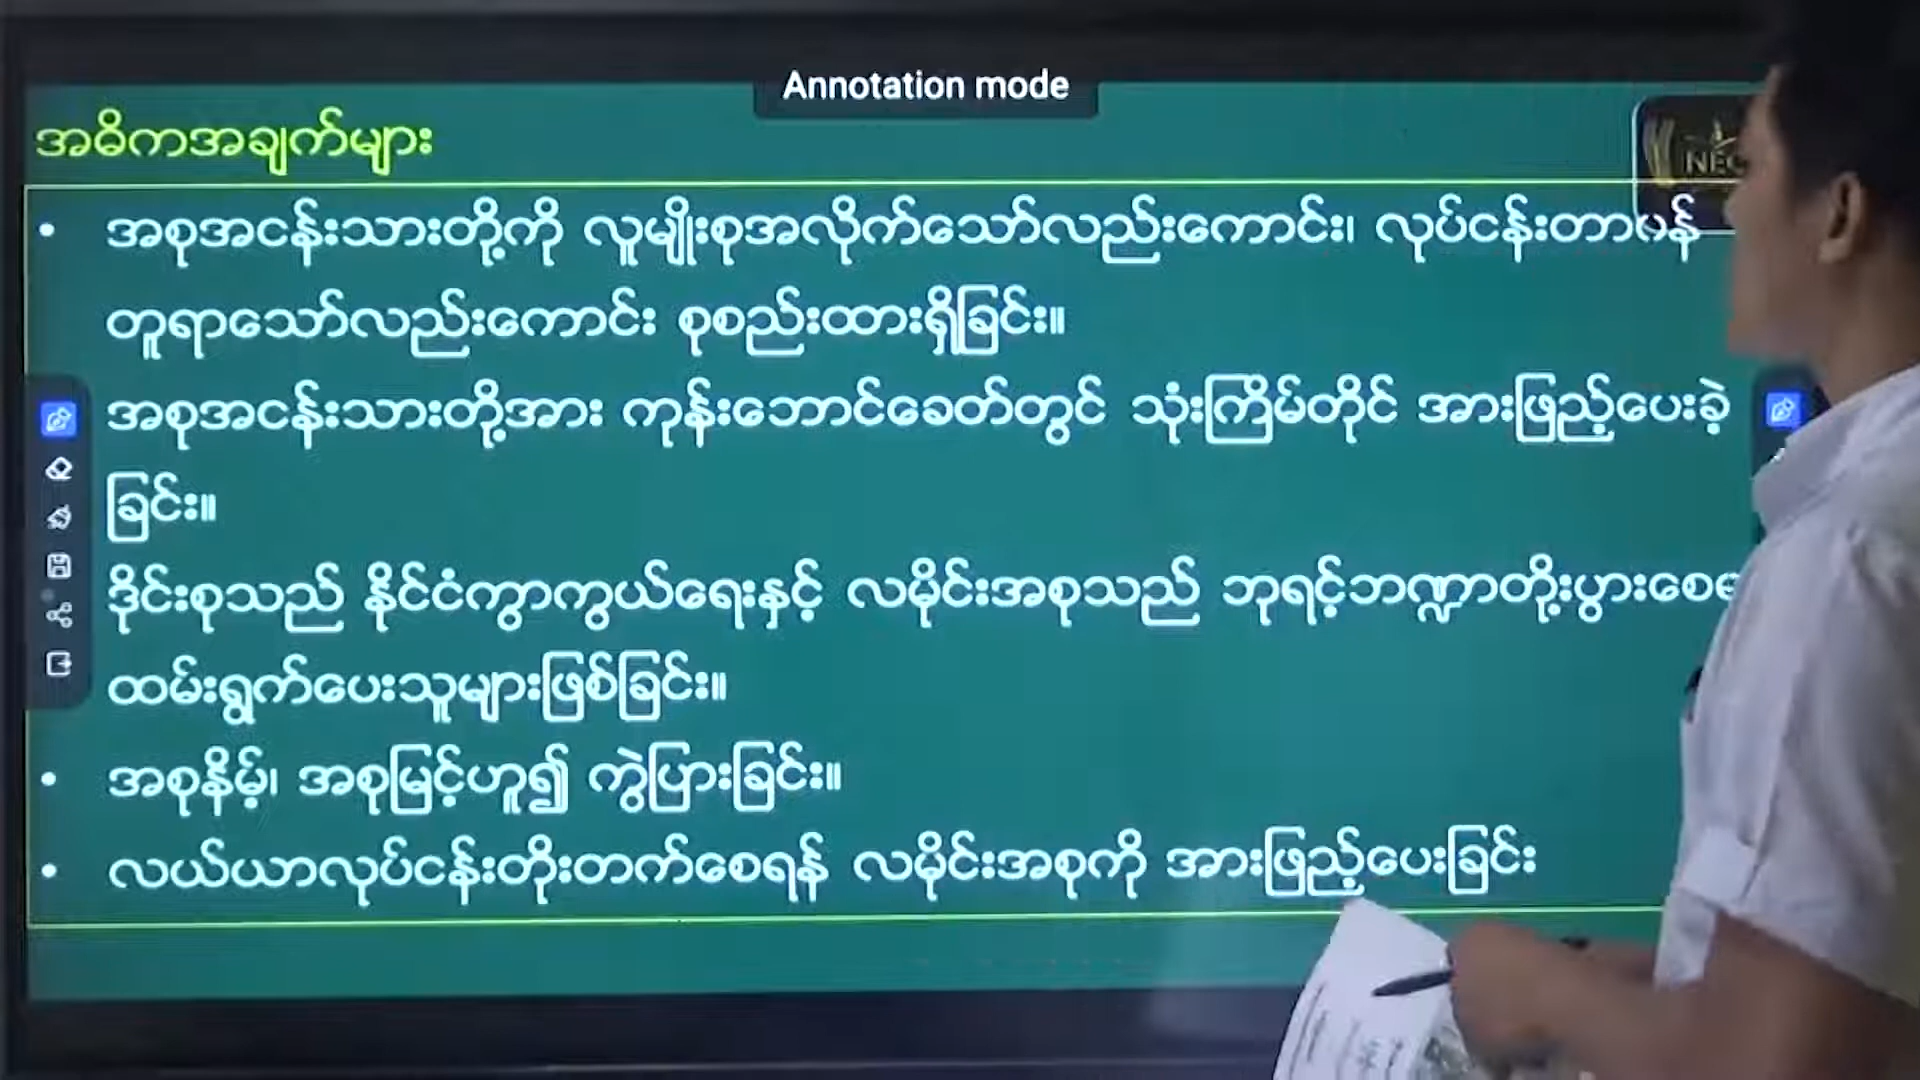 Annotation mode
အဓိကအချက်များ
NEC
• အစုအငန်းသားတို့ကို လူမျိုးစုအလိုက်သော်လည်းကောင်း၊ လုပ်ငန်းတာဝန်
တူရာသော်လည်းကောင်း စုစည်းထားရှိခြင်း။
အစုအငန်းသားတို့အား ကုန်းဘောင်ခေတ်တွင် သုံးကြိမ်တိုင် အားဖြည့်ပေးခဲ့
ခြင်း။
ဒိုင်းစုသည် နိုင်ငံကွာကွယ်ရေးနှင့် လမိုင်းအစုသည် ဘုရင့်ဘဏ္ဍာတိုးပွားစေ
ထမ်းရွက်ပေးသူများဖြစ်ခြင်း။
• အစုနိမ့်၊ အစုမြင့်ဟူ၍ ကွဲပြားခြင်း။
• လယ်ယာလုပ်ငန်းတိုးတက်စေရန် လမိုင်းအစုကို အားဖြည့်ပေးခြင်း